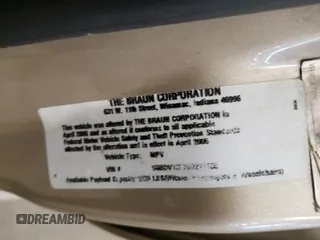 THE BRAUN CORPORATION
631 W. 11th Street, Winamac, Indiana 46996
This vehicle was altered by THE BRAUN CORPORATION in
April 2006 and as altered it conforms to all applicable
Federal Motor Vehicle Safety and Theft Prevention Standards
affected by the alteration and in effect in April 2006
Vehicle Type: MPV
VIN #
Available Payload
DREAMBID